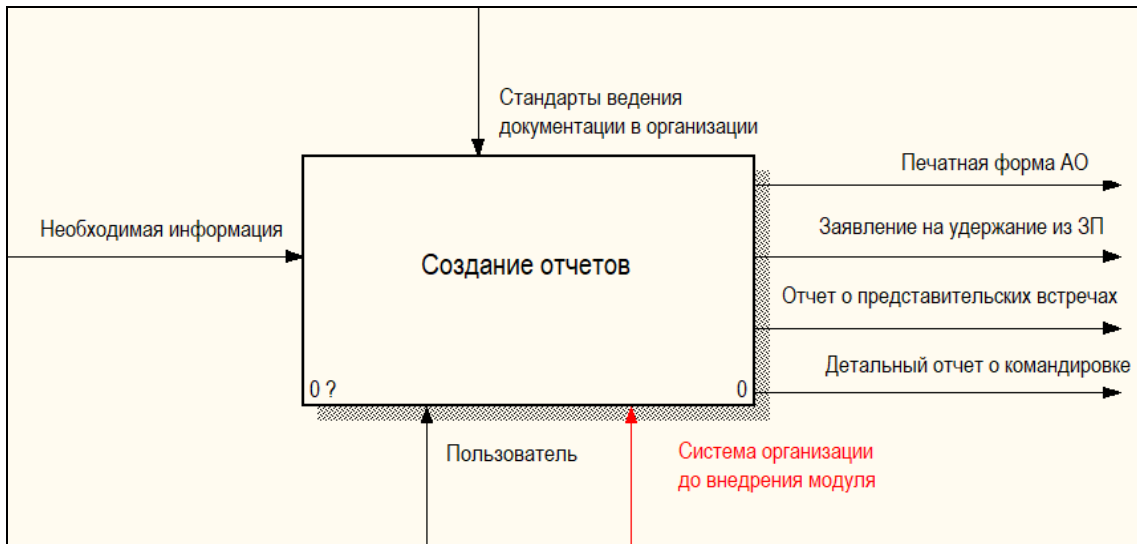 Стандарты ведения
документации в организации
Печатная форма АО
Необходимая информация
Заявление на удержание из ЗП
Создание отчетов
Отчет о представительских встречах
Детальный отчет о командировке
0 ?
0
Пользователь
Система организации
до внедрения модуля